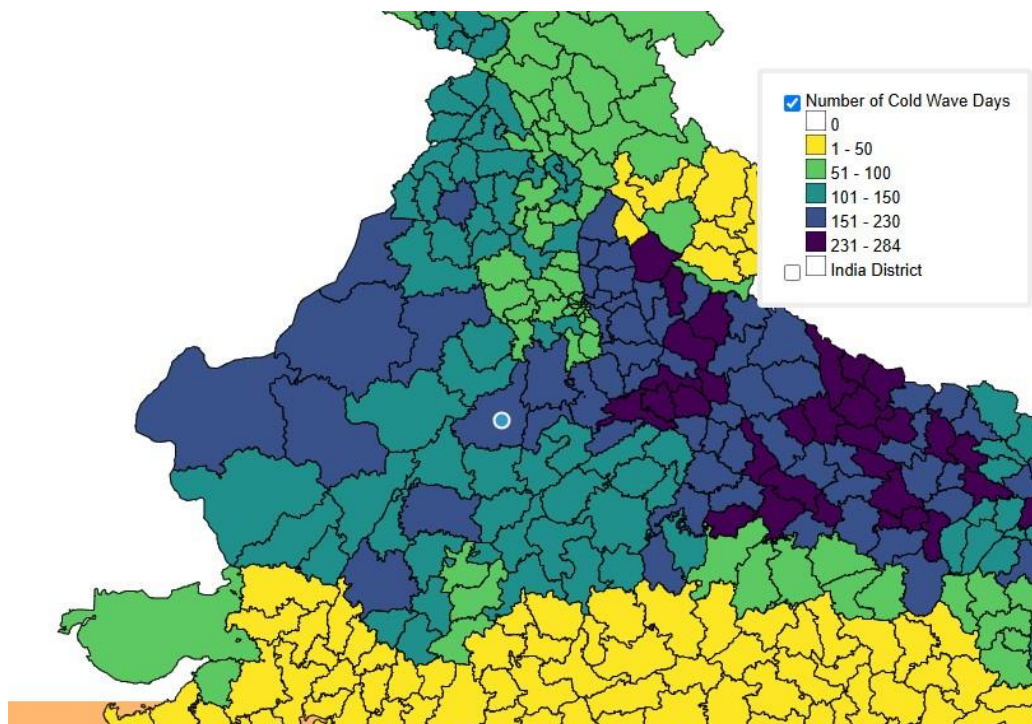 Number of Cold Wave Days
0
1 - 50
51 - 100
101 - 150
151 - 230
231 - 284
India District